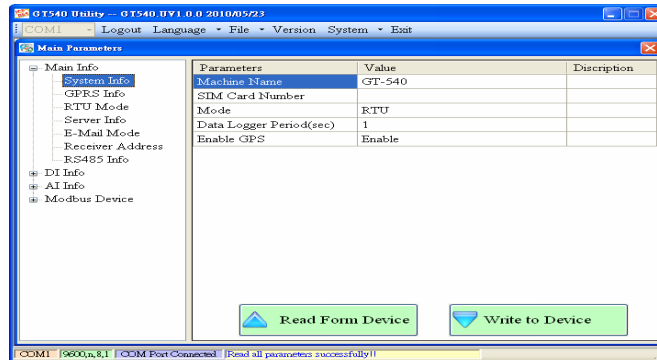 GT540 Utility -- GT540.UV1.0.0 2010/05/23
COM1 Logout Language File Version System Exit
Main Parameters
Main Info
System Info
GPRS Info
RTU Mode
Server Info
E-Mail Mode
Receiver Address
RS485 Info
DI Info
AI Info
Modbus Device
Parameters Value Discription
Machine Name GT-540
SIM Card Number
Mode RTU
Data Logger Period(sec) 1
Enable GPS Enable
Read Form Device Write to Device
COM1 9600,n,8,1 COM Port Connected Read all parameters successfully!!